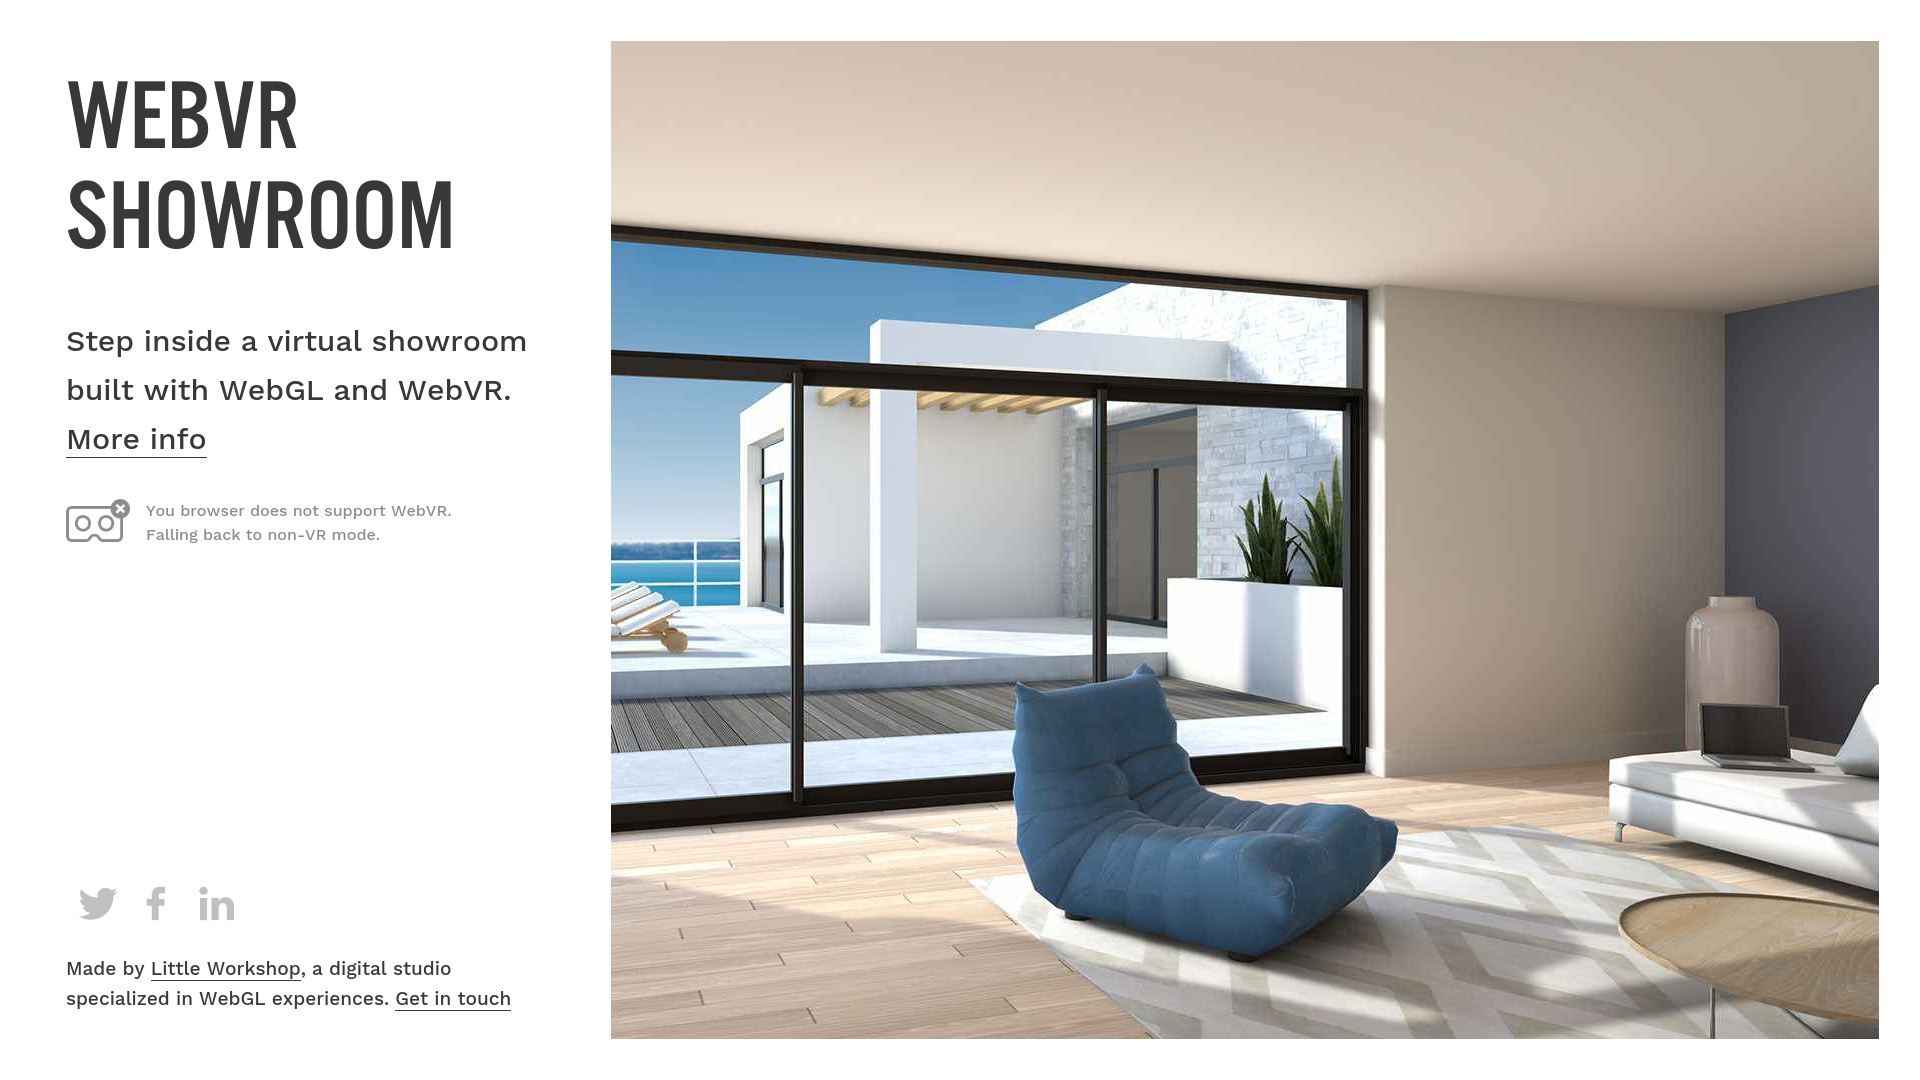 WEBVR
SHOWROOM
Step inside a virtual showroom
built with WebGL and WebVR.
More info
You browser does not support WebVR.
Falling back to non-VR mode.
Made by Little Workshop, a digital studio
specialized in WebGL experiences. Get in touch